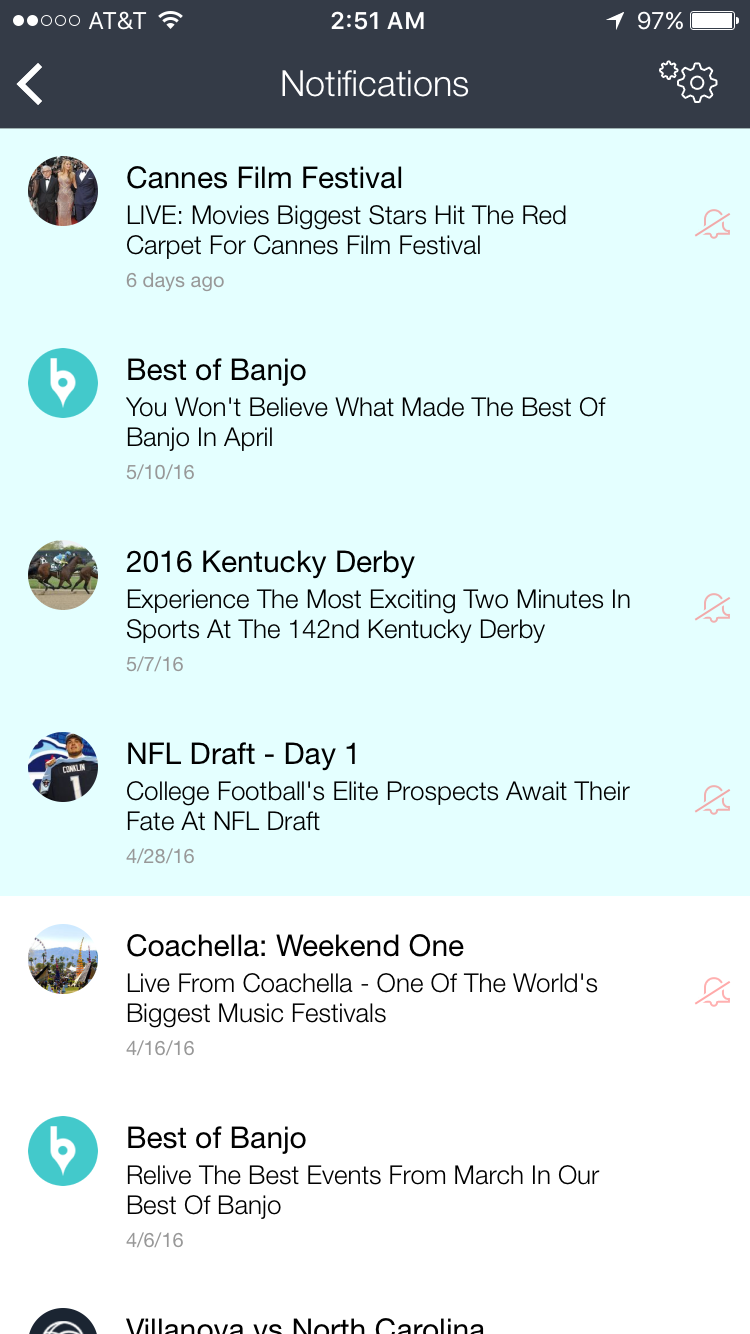 AT&T 2:51 AM 97%
Notifications
Cannes Film Festival
LIVE: Movies Biggest Stars Hit The Red
Carpet For Cannes Film Festival
6 days ago
Best of Banjo
You Won't Believe What Made The Best Of
Banjo In April
5/10/16
2016 Kentucky Derby
Experience The Most Exciting Two Minutes In
Sports At The 142nd Kentucky Derby
5/7/16
NFL Draft - Day 1
CONKLIN
1
College Football's Elite Prospects Await Their
Fate At NFL Draft
4/28/16
Coachella: Weekend One
Live From Coachella - One Of The World's
Biggest Music Festivals
4/16/16
Best of Banjo
Relive The Best Events From March In Our
Best Of Banjo
4/6/16
Villanova vs North Carolina